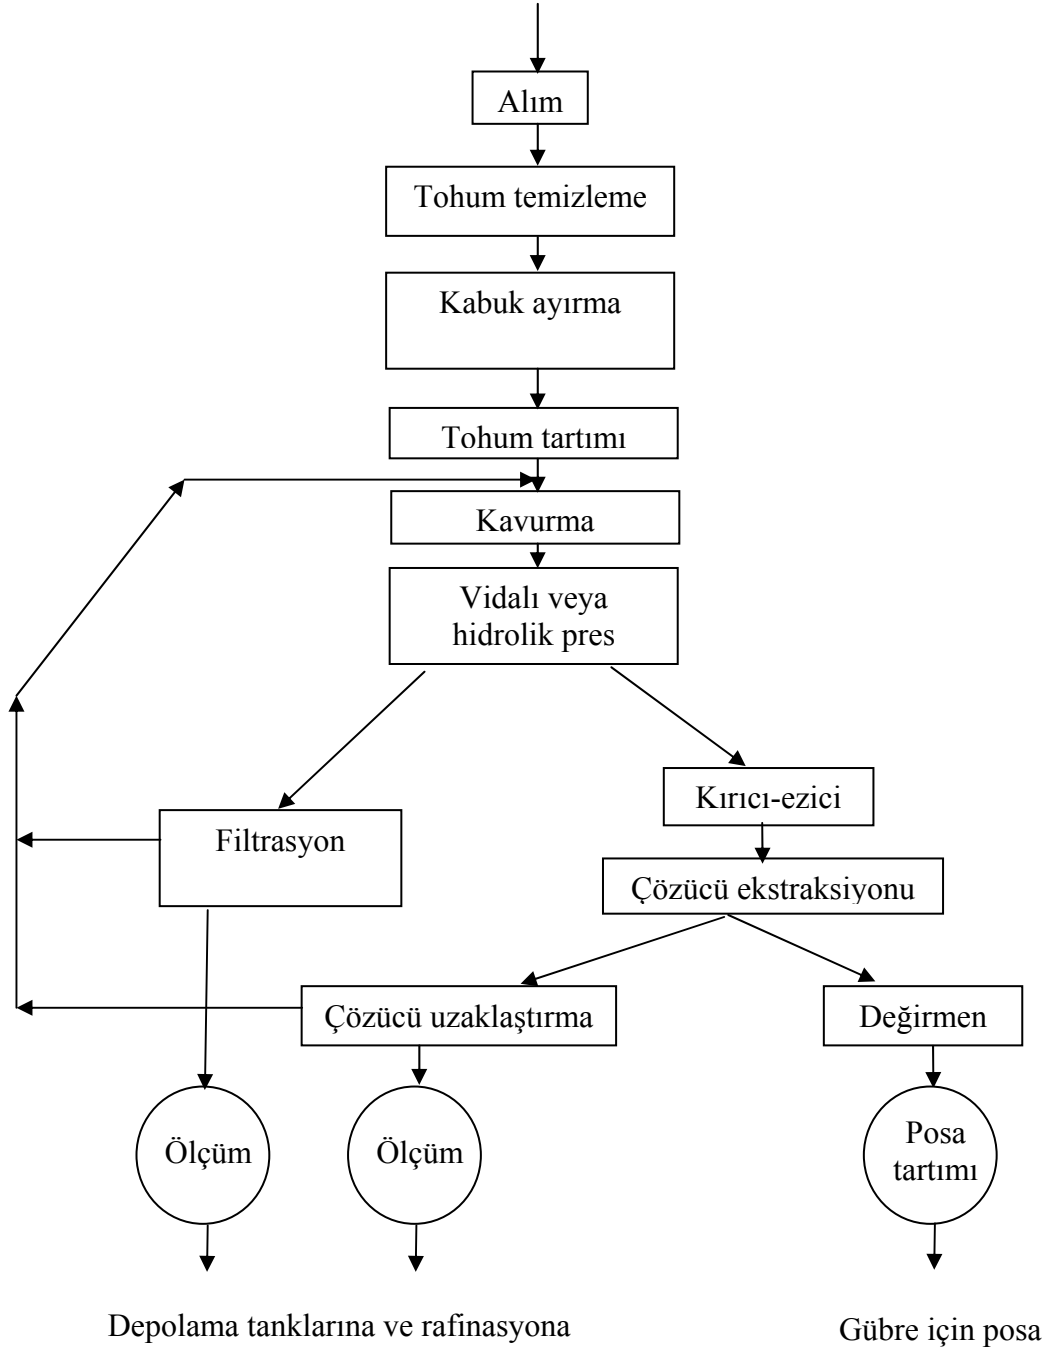 Alım
Tohum temizleme
Kabuk ayırma
Tohum tartımı
Kavurma
Vidalı veya
hidrolik pres
Kırıcı-ezici
Filtrasyon
Çözücü ekstraksiyonu
Çözücü uzaklaştırma
Değirmen
Ölçüm
Ölçüm
Posa
tartımı
Depolama tanklarına ve rafinasyona
Gübre için posa